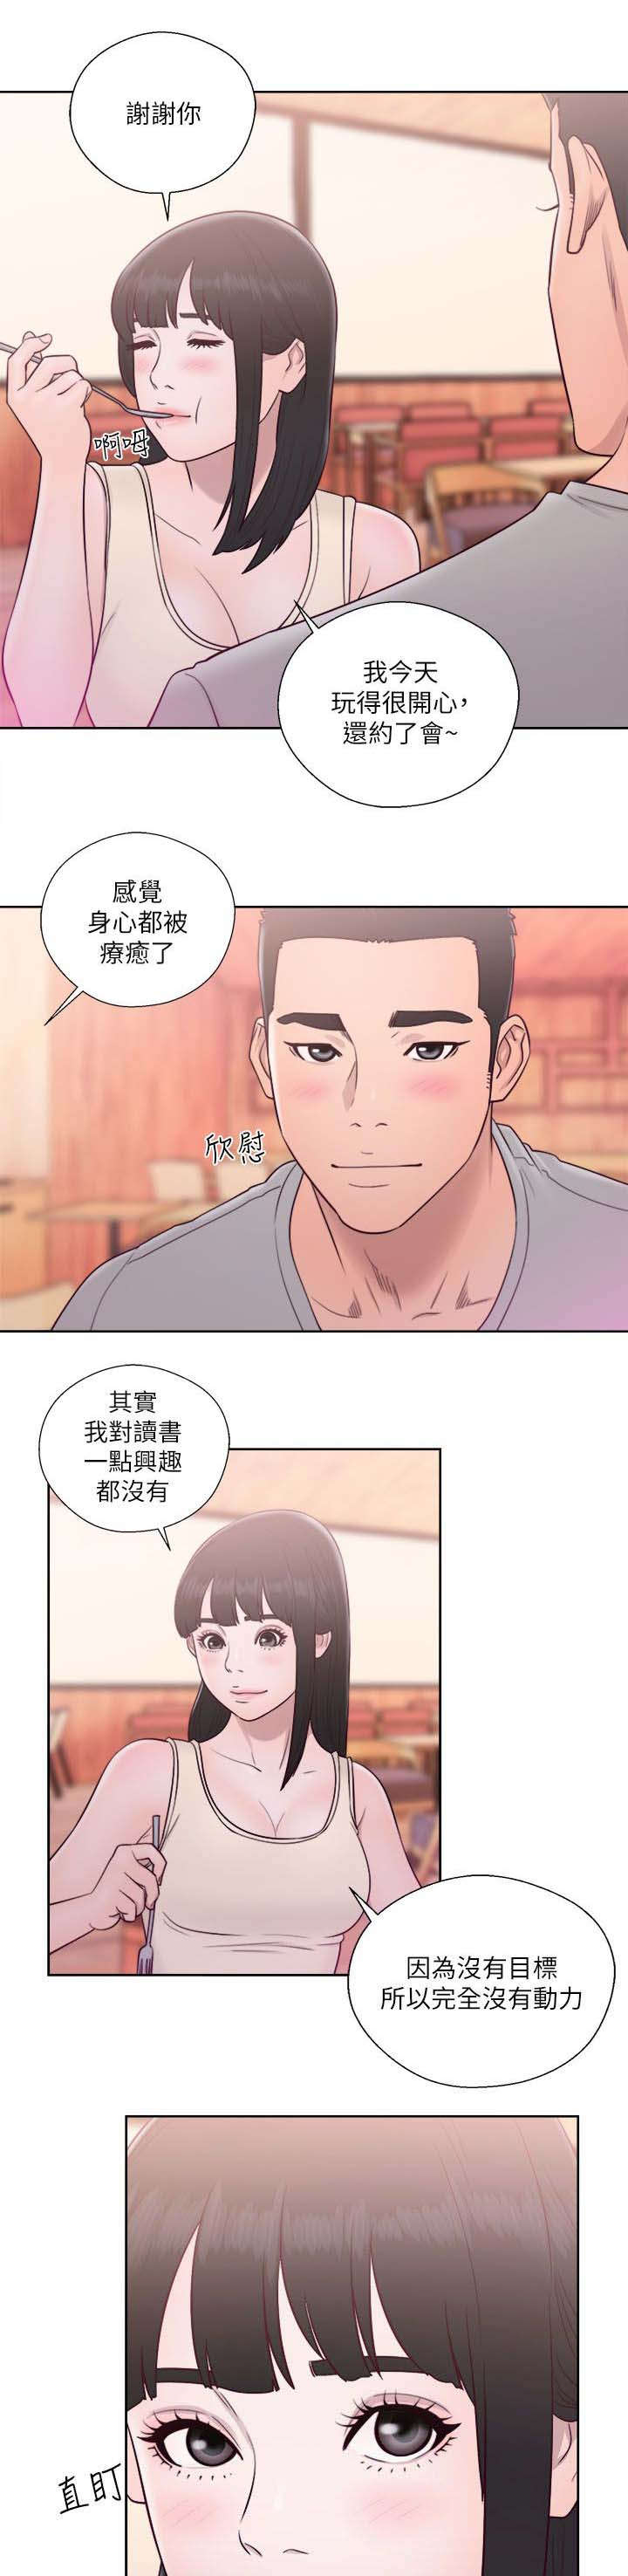 謝謝你
啊呣
我今天
玩得很開心,
還約了會~
感覺
身心都被
療癒了
欣慰
其實
我對讀書
一點興趣
都沒有
因為沒有目標
所以完全沒有動力
直盯